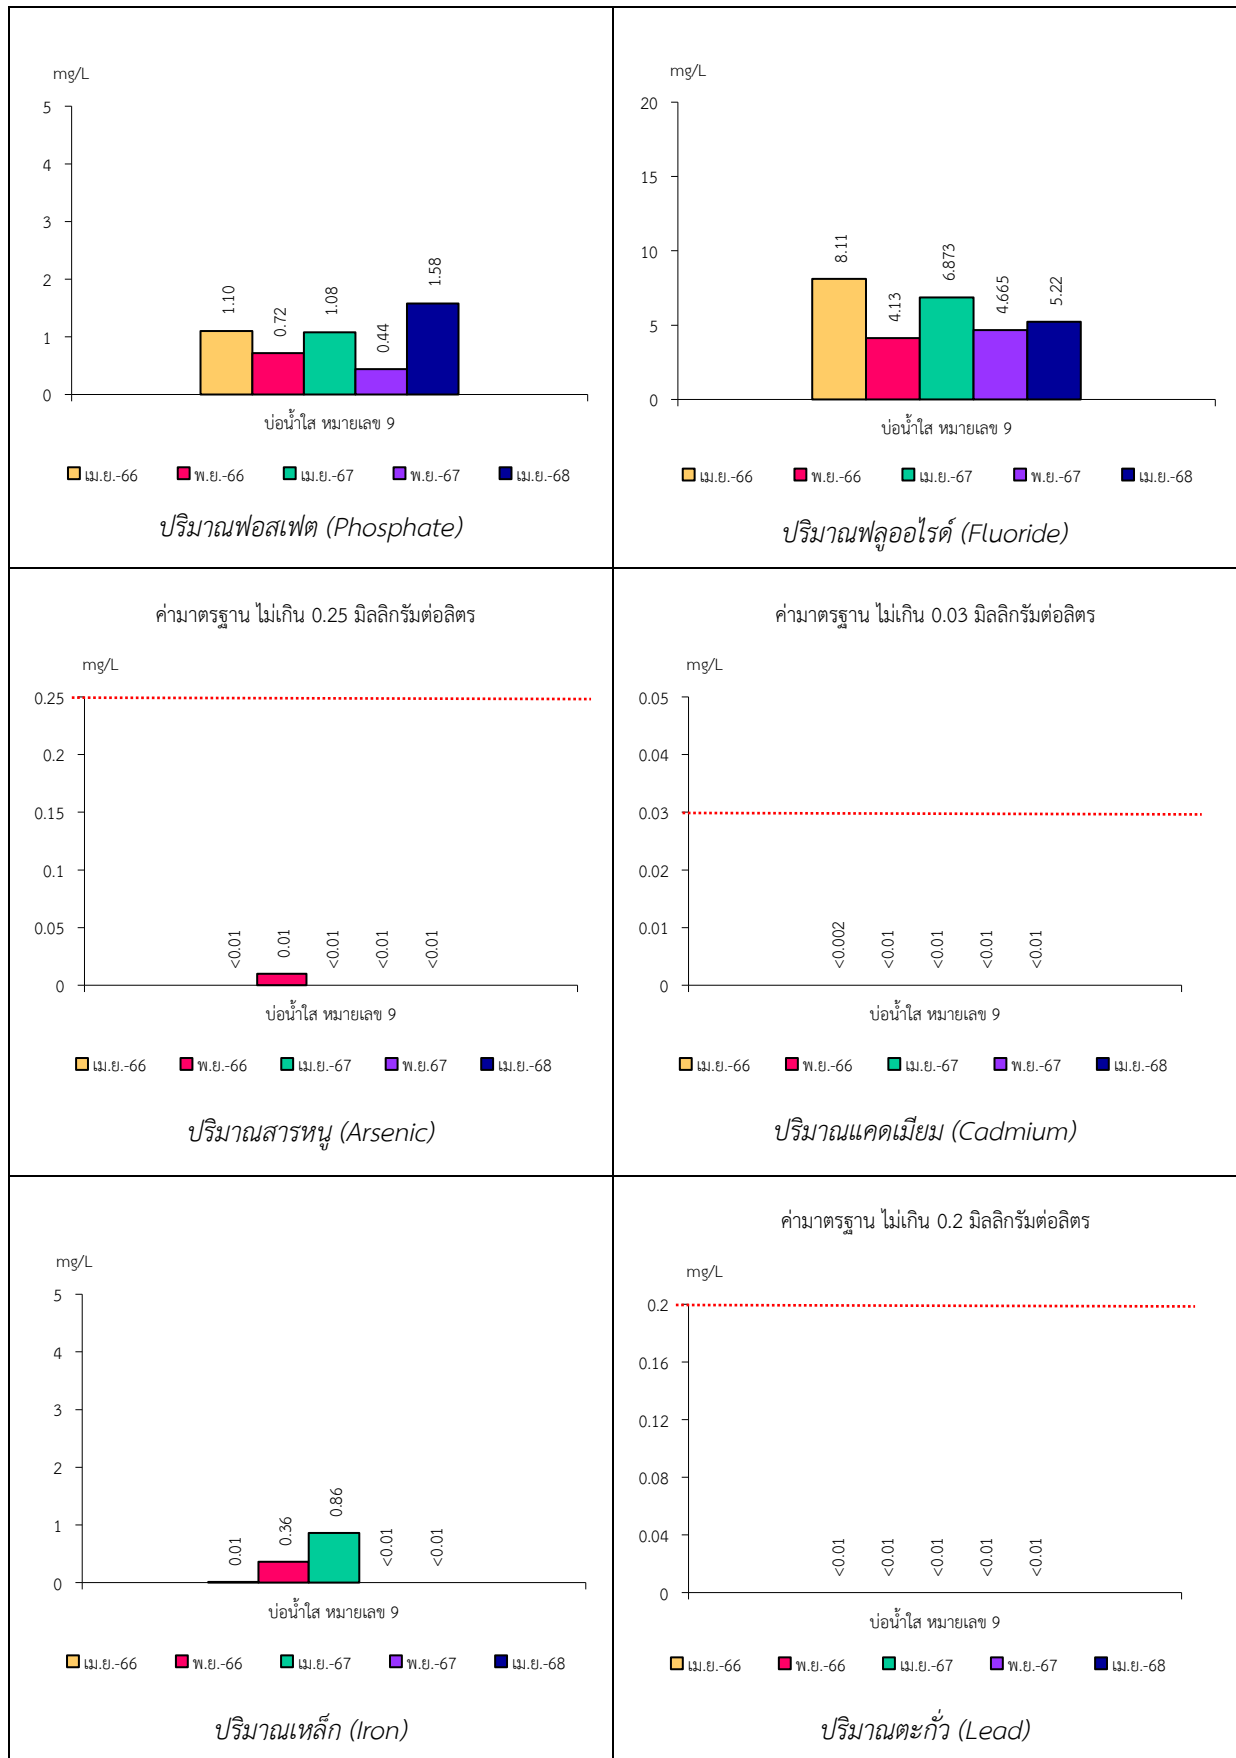 mg/L
5
4
3
2
1
0
1.10
0.72
1.08
0.44
1.58
บ่อน้ำใส หมายเลข 9
เม.ย.-66 พ.ย.-66 เม.ย.-67 พ.ย.-67 เม.ย.-68
ปริมาณฟอสเฟต (Phosphate)
mg/L
20
15
10
5
0
8.11
4.13
6.873
4.665
5.22
บ่อน้ำใส หมายเลข 9
เม.ย.-66 พ.ย.-66 เม.ย.-67 พ.ย.-67 เม.ย.-68
ปริมาณฟลูออไรด์ (Fluoride)
ค่ามาตรฐาน ไม่เกิน 0.25 มิลลิกรัมต่อลิตร
mg/L
0.25
0.2
0.15
0.1
0.05
0
<0.01
0.01
<0.01
<0.01
<0.01
บ่อน้ำใส หมายเลข 9
เม.ย.-66 พ.ย.-66 เม.ย.-67 พ.ย.67 เม.ย.-68
ปริมาณสารหนู (Arsenic)
ค่ามาตรฐาน ไม่เกิน 0.03 มิลลิกรัมต่อลิตร
mg/L
0.05
0.04
0.03
0.02
0.01
0
<0.002
<0.01
<0.01
<0.01
<0.01
บ่อน้ำใส หมายเลข 9
เม.ย.-66 พ.ย.-66 เม.ย.-67 พ.ย.-67 เม.ย.-68
ปริมาณแคดเมียม (Cadmium)
mg/L
5
4
3
2
1
0
0.01
0.36
0.86
<0.01
<0.01
บ่อน้ำใส หมายเลข 9
เม.ย.-66 พ.ย.-66 เม.ย.-67 พ.ย.-67 เม.ย.-68
ปริมาณเหล็ก (Iron)
ค่ามาตรฐาน ไม่เกิน 0.2 มิลลิกรัมต่อลิตร
mg/L
0.2
0.16
0.12
0.08
0.04
0
<0.01
<0.01
<0.01
<0.01
<0.01
บ่อน้ำใส หมายเลข 9
เม.ย.-66 พ.ย.-66 เม.ย.-67 พ.ย.-67 เม.ย.-68
ปริมาณตะกั่ว (Lead)